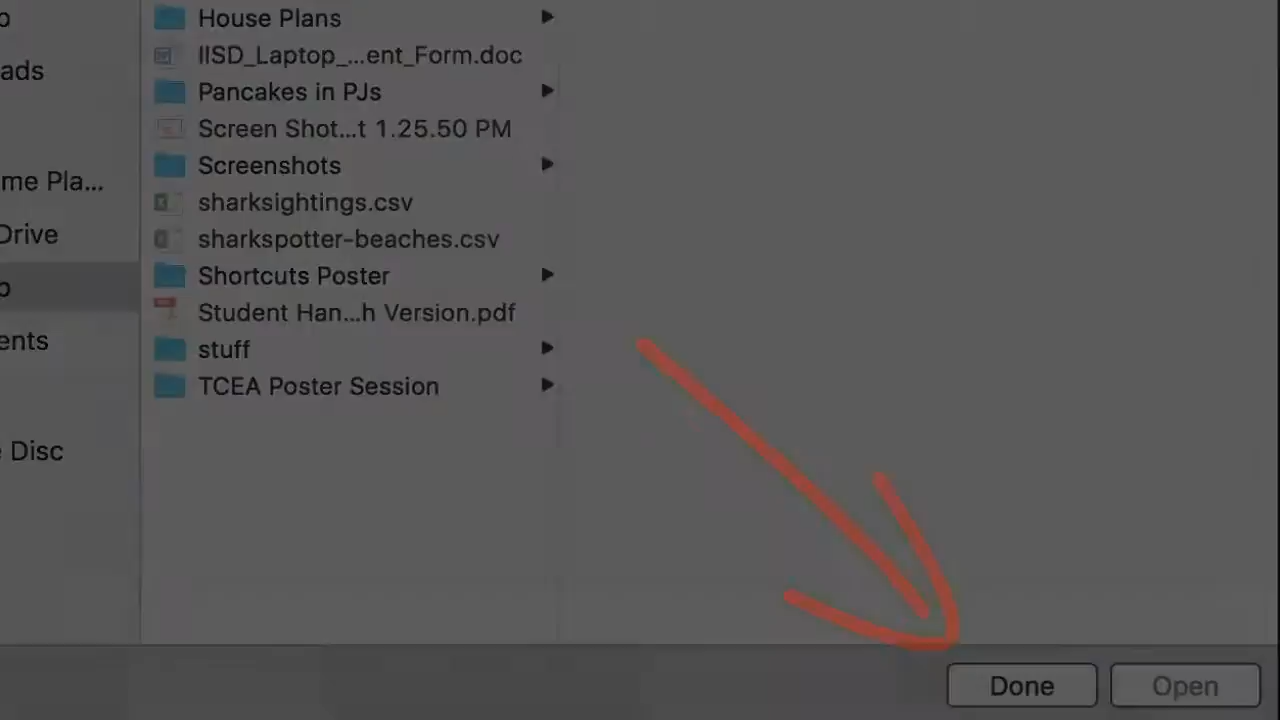 p
House Plans
IISD_Laptop_...ent_Form.doc
ads
Pancakes in PJs
Screen Shot...t 1.25.50 PM
Screenshots
me Pla...
sharksightings.csv
Drive
sharkspotter-beaches.csv
Shortcuts Poster
p
Student Han...h Version.pdf
ents
stuff
TCEA Poster Session
e Disc
Done
Open